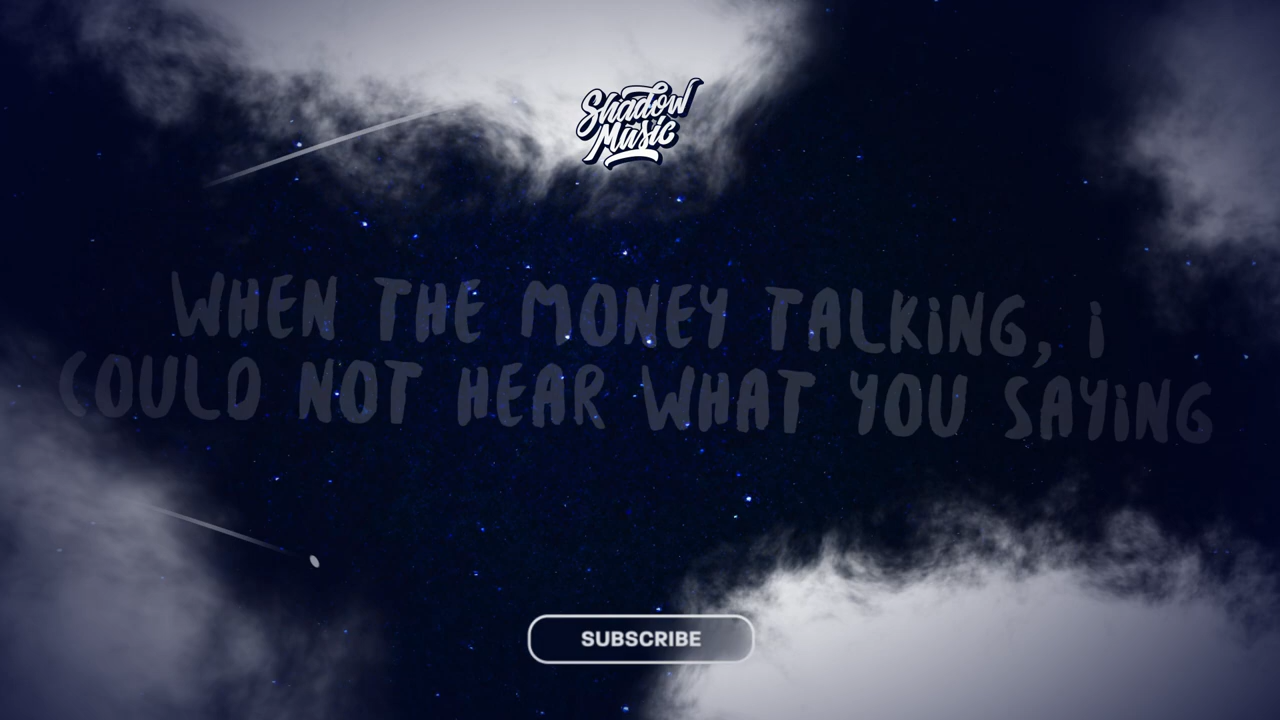 Shadow
Music
WHEN THE MONEY TALKiNG, i
COULD NOT HEAR WHAT YOU SAYiNG
SUBSCRIBE